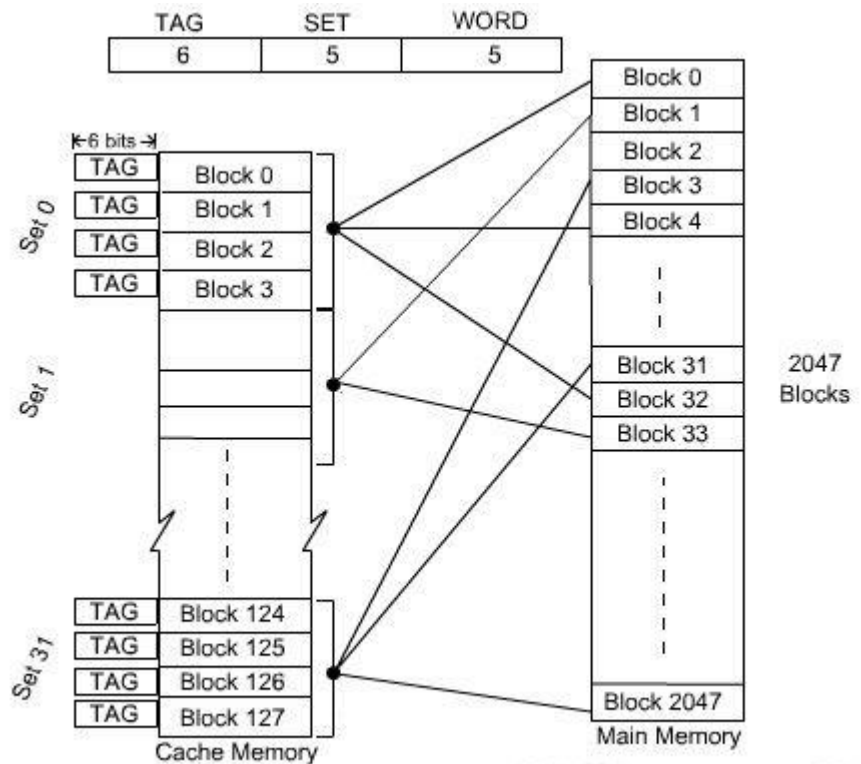 TAG SET WORD
6 5 5
6 bits
TAG Block 0
TAG Block 1
TAG Block 2
TAG Block 3
Set 0
Set 1
TAG Block 124
TAG Block 125
TAG Block 126
TAG Block 127
Set 31
Cache Memory
Block 0
Block 1
Block 2
Block 3
Block 4
Block 31
Block 32
Block 33
Block 2047
Main Memory
2047
Blocks